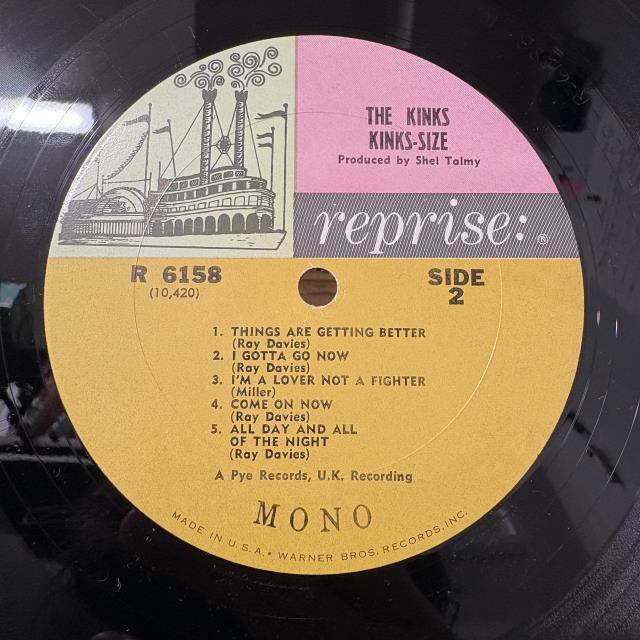 THE KINKS
KINKS-SIZE
Produced by Shel Talmy
reprise:®
R 6158
(10,420)
SIDE
2
1. THINGS ARE GETTING BETTER
(Ray Davies)
2. I GOTTA GO NOW
(Ray Davies)
3. I'M A LOVER NOT A FIGHTER
(Miller)
4. COME ON NOW
(Ray Davies)
5. ALL DAY AND ALL
OF THE NIGHT
(Ray Davies)
A Pye Records, U.K. Recording
MONO
MADE IN U.S.A. • WARNER BROS. RECORDS, INC.